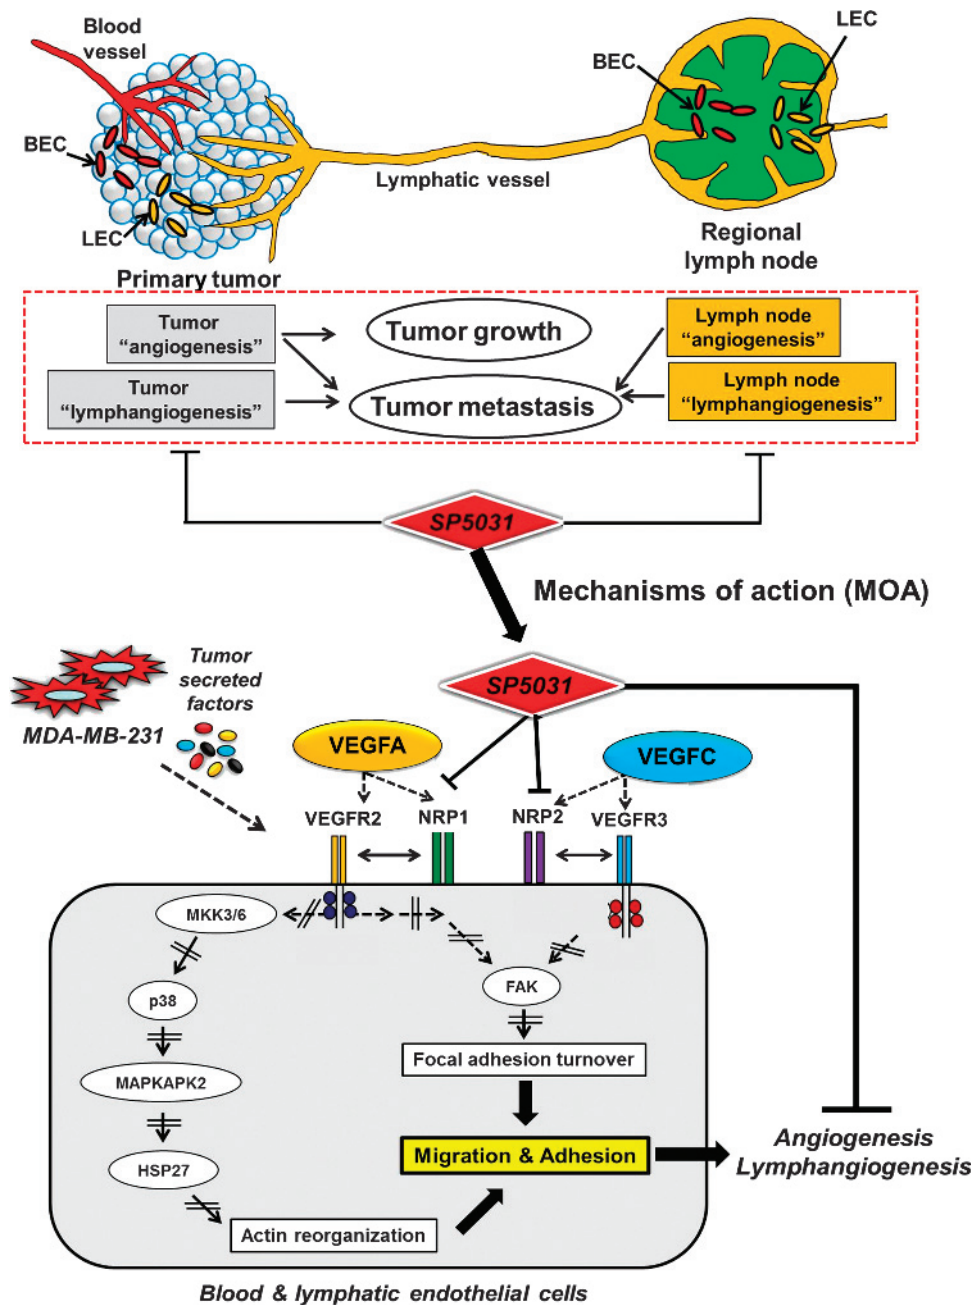 Blood
vessel
BEC
LEC
Primary tumor
Lymphatic vessel
BEC
LEC
Regional
lymph node
Tumor
“angiogenesis”
Tumor
“lymphangiogenesis”
Tumor growth
Tumor metastasis
Lymph node
“angiogenesis”
Lymph node
“lymphangiogenesis”
SP5031
Mechanisms of action (MOA)
SP5031
Tumor
secreted
factors
MDA-MB-231
VEGFA
VEGFC
VEGFR2
NRP1
NRP2
VEGFR3
MKK3/6
p38
MAPKAPK2
HSP27
Actin reorganization
FAK
Focal adhesion turnover
Migration & Adhesion
Angiogenesis
Lymphangiogenesis
Blood & lymphatic endothelial cells